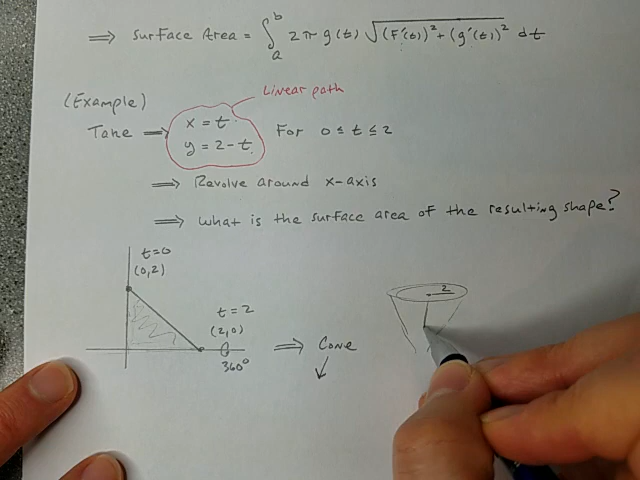 ⟹ Surface Area = ∫_a^b 2π g(t) √((F'(t))² + (g'(t))²) dt
(Example)
Linear path
Take ⟹ x = t For 0 ≤ t ≤ 2
y = 2 - t
⟹ Revolve around x-axis
⟹ What is the surface area of the resulting shape?
t=0
(0,2)
t = 2
(2,0)
360°
⟹ Cone
2